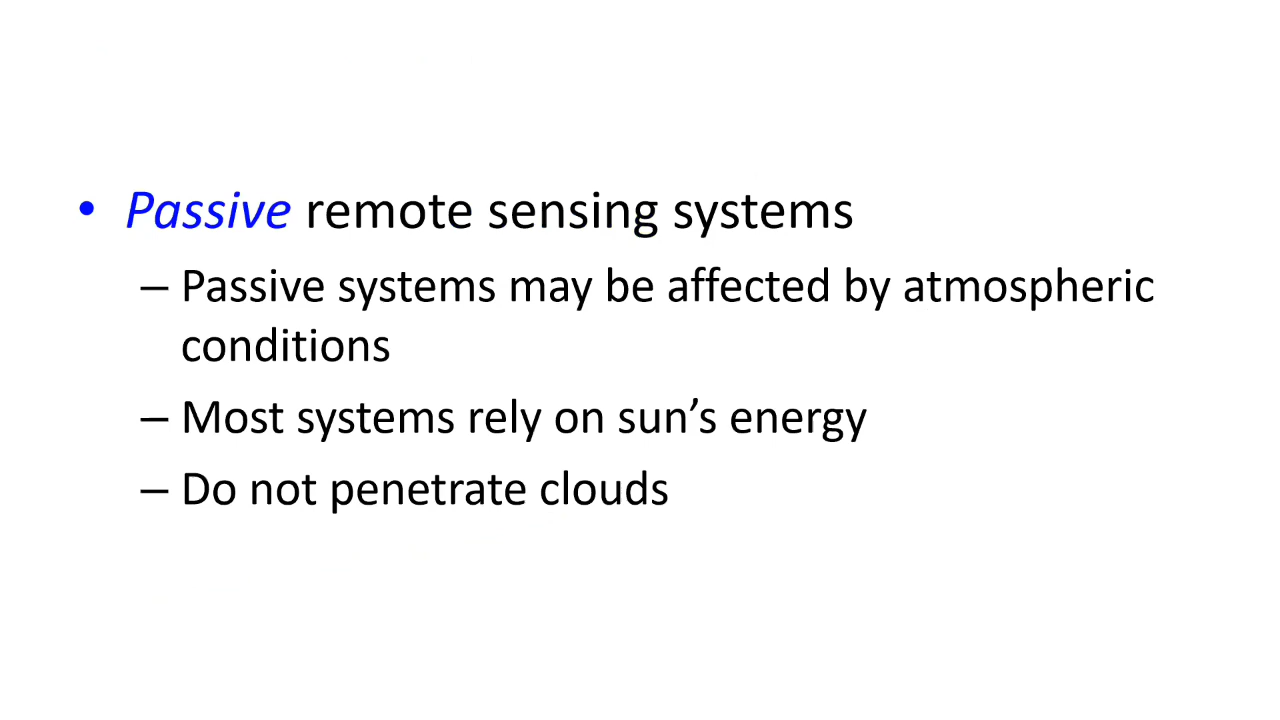 • Passive remote sensing systems
– Passive systems may be affected by atmospheric
conditions
– Most systems rely on sun’s energy
– Do not penetrate clouds